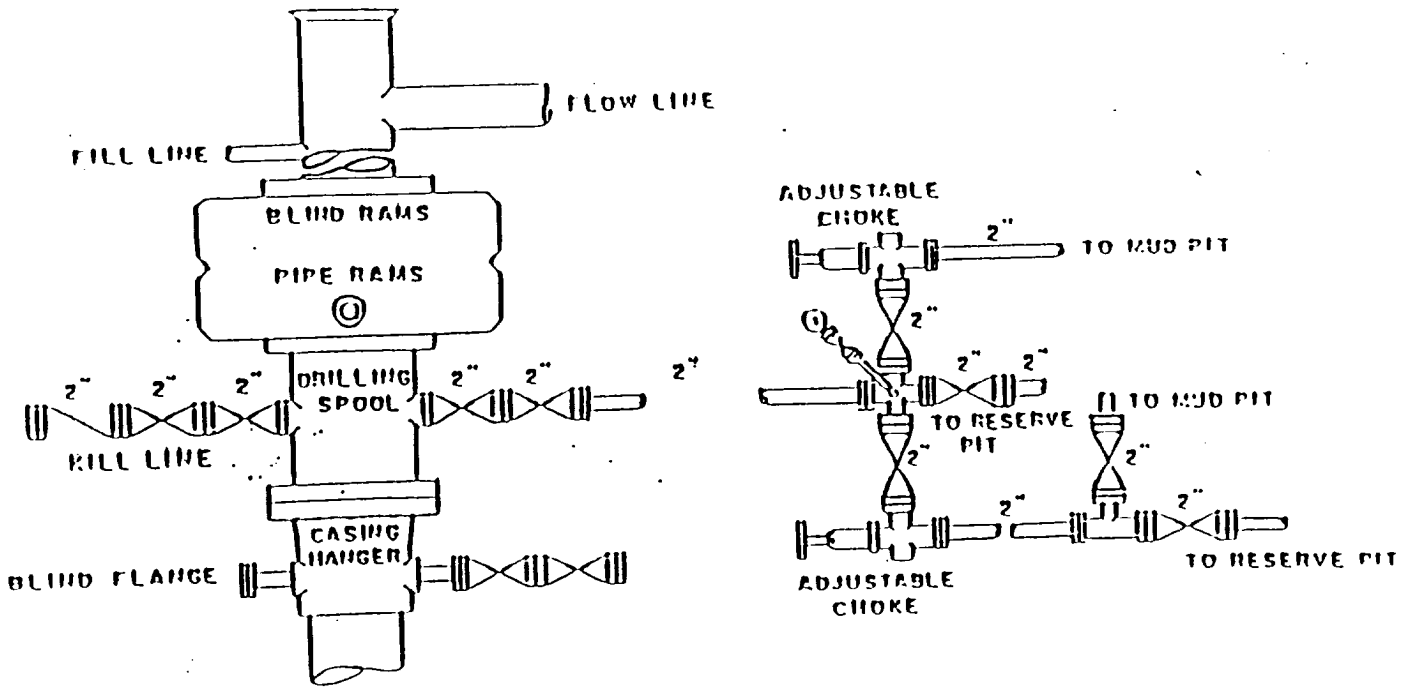 FLOW LINE
FILL LINE
BLIND RAMS
PIPE RAMS
DRILLING
SPOOL
2"
2"
2"
2"
2"
2"
KILL LINE
CASING
HANGER
BLIND FLANGE
ADJUSTABLE
CHOKE
2"
TO MUD PIT
2"
2"
2"
TO RESERVE
PIT
TO MUD PIT
2"
2"
2"
2"
TO RESERVE PIT
ADJUSTABLE
CHOKE